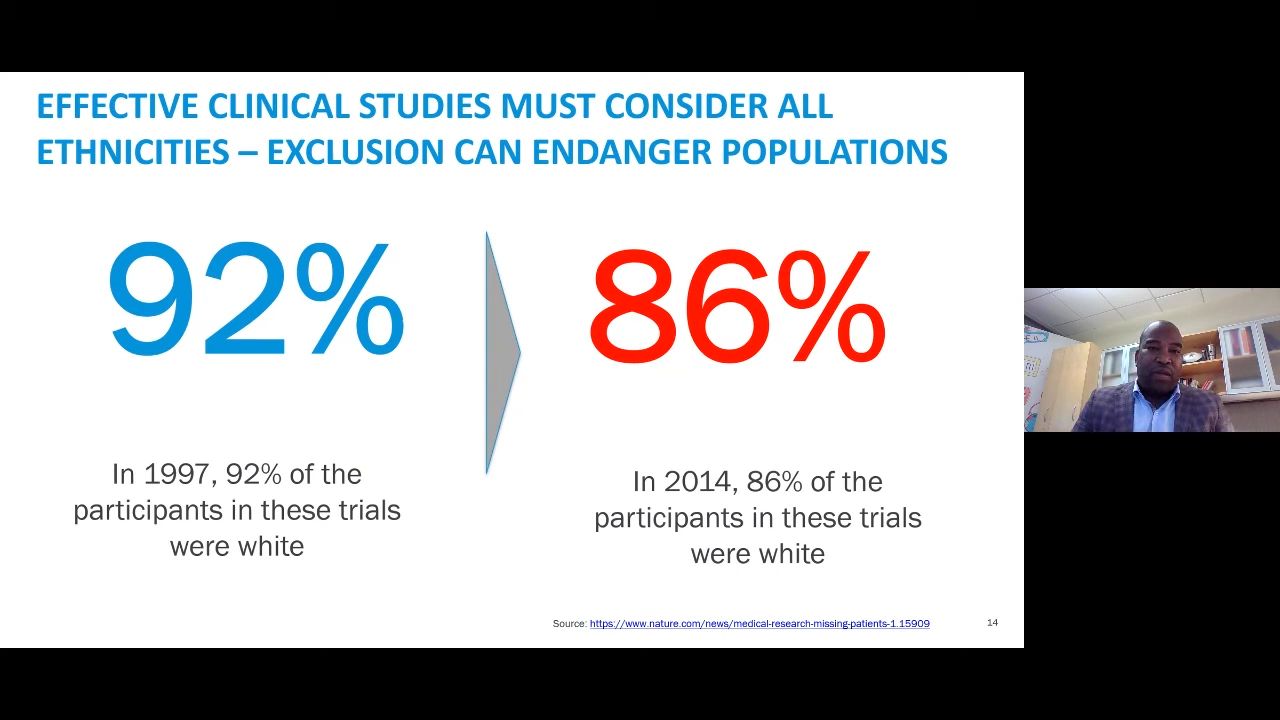 EFFECTIVE CLINICAL STUDIES MUST CONSIDER ALL
ETHNICITIES – EXCLUSION CAN ENDANGER POPULATIONS
92%
86%
In 1997, 92% of the
participants in these trials
were white
In 2014, 86% of the
participants in these trials
were white
Source: https://www.nature.com/news/medical-research-missing-patients-1.15909
14